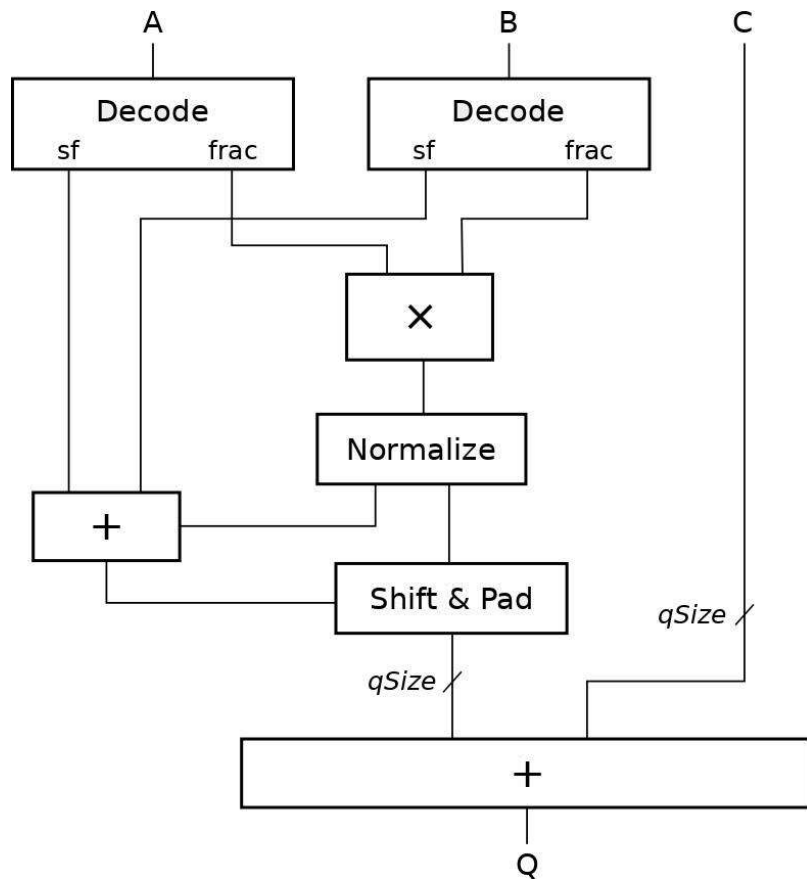 A B C
Decode Decode
sf frac sf frac
×
Normalize
+
Shift & Pad
qSize
qSize
+
Q